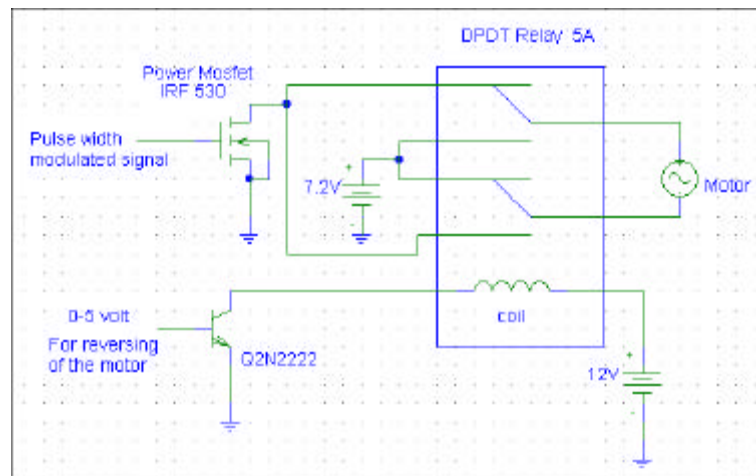 DPDT Relay 5A
Power Mosfet
IRF 530
Pulse width
modulated signal
+
7.2V
-
Motor
0-5 volt
For reversing
of the motor
Q2N2222
coil
+
12V
-